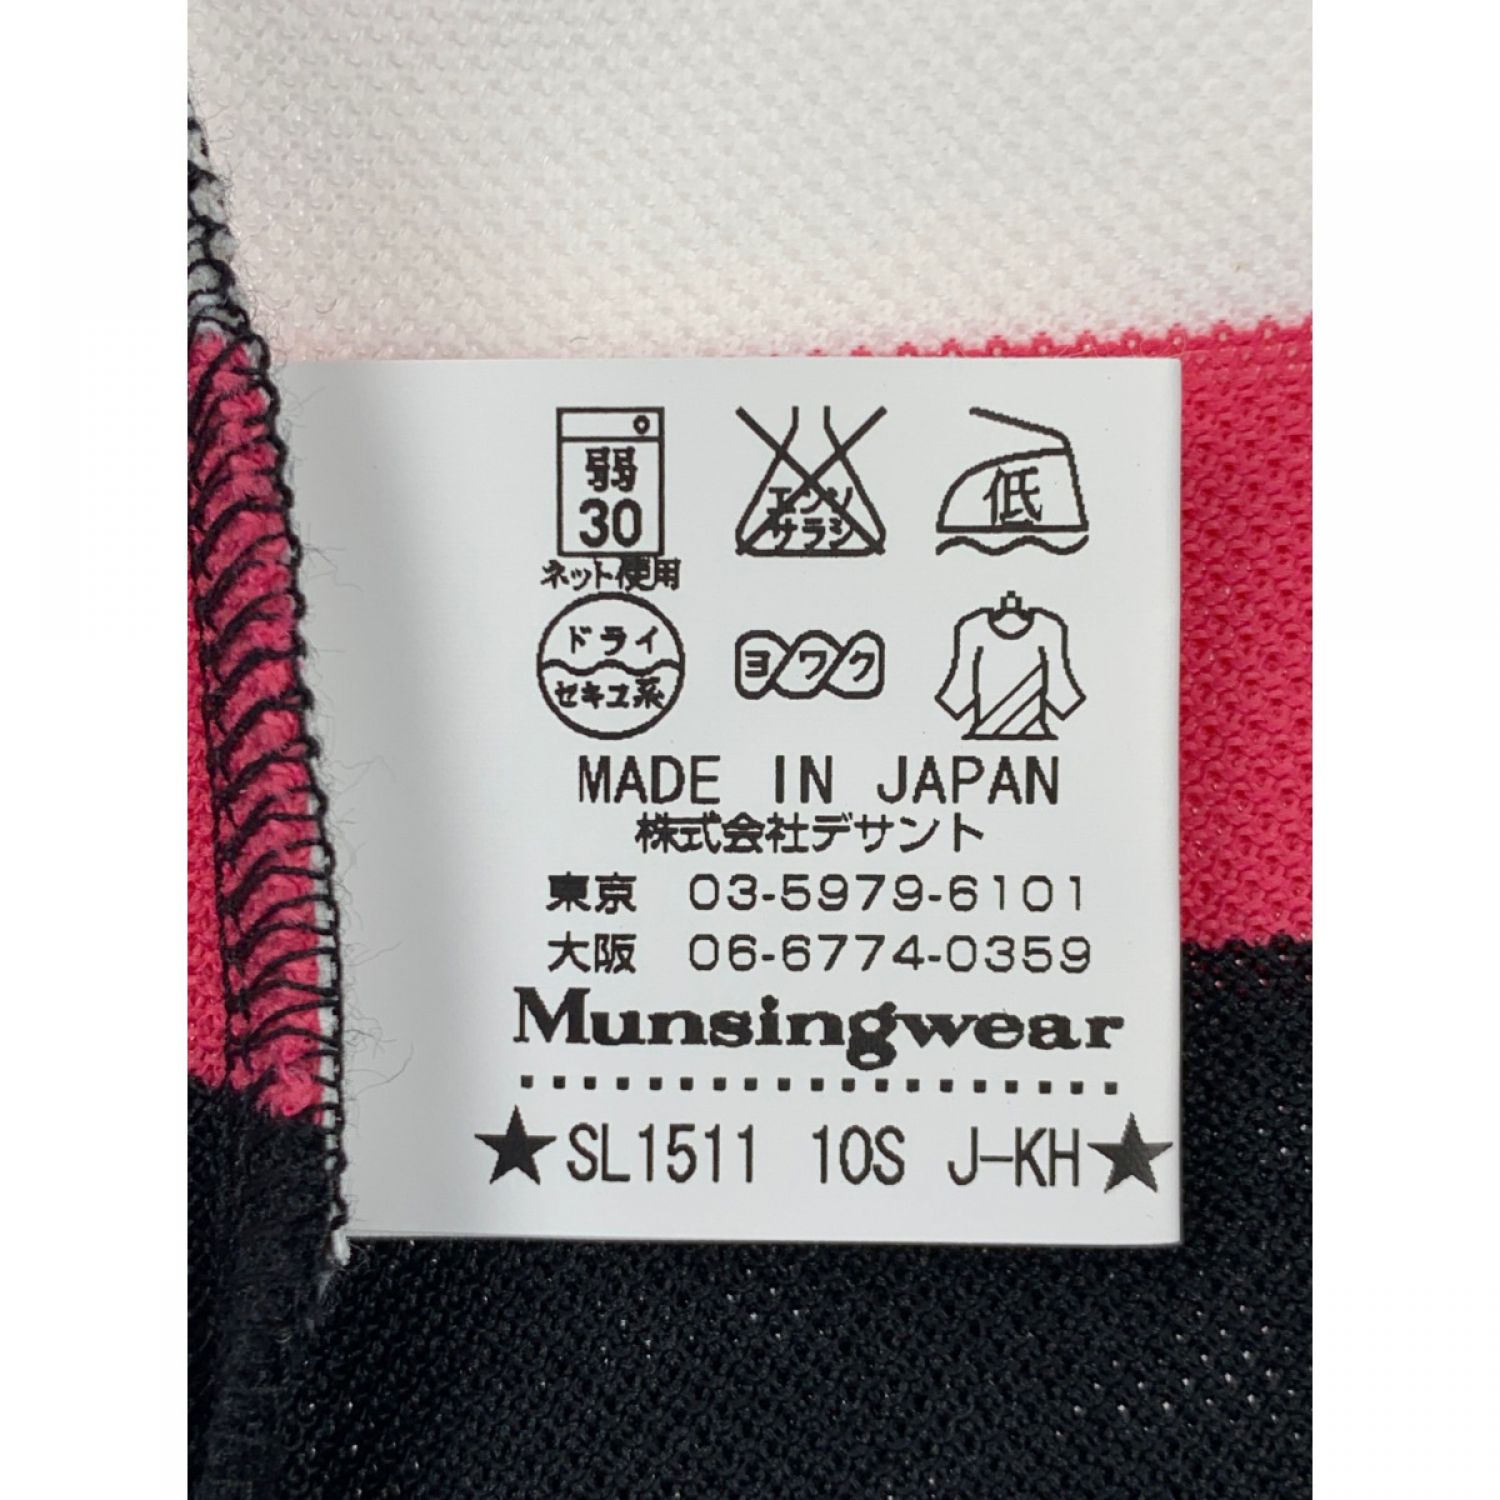 弱
30
ネット使用
エンソ
サラシ
低
ドライ
セキユ系
ヨワク
MADE IN JAPAN
株式会社デサント
東京 03-5979-6101
大阪 06-6774-0359
Munsingwear
★SL1511 10S J-KH★